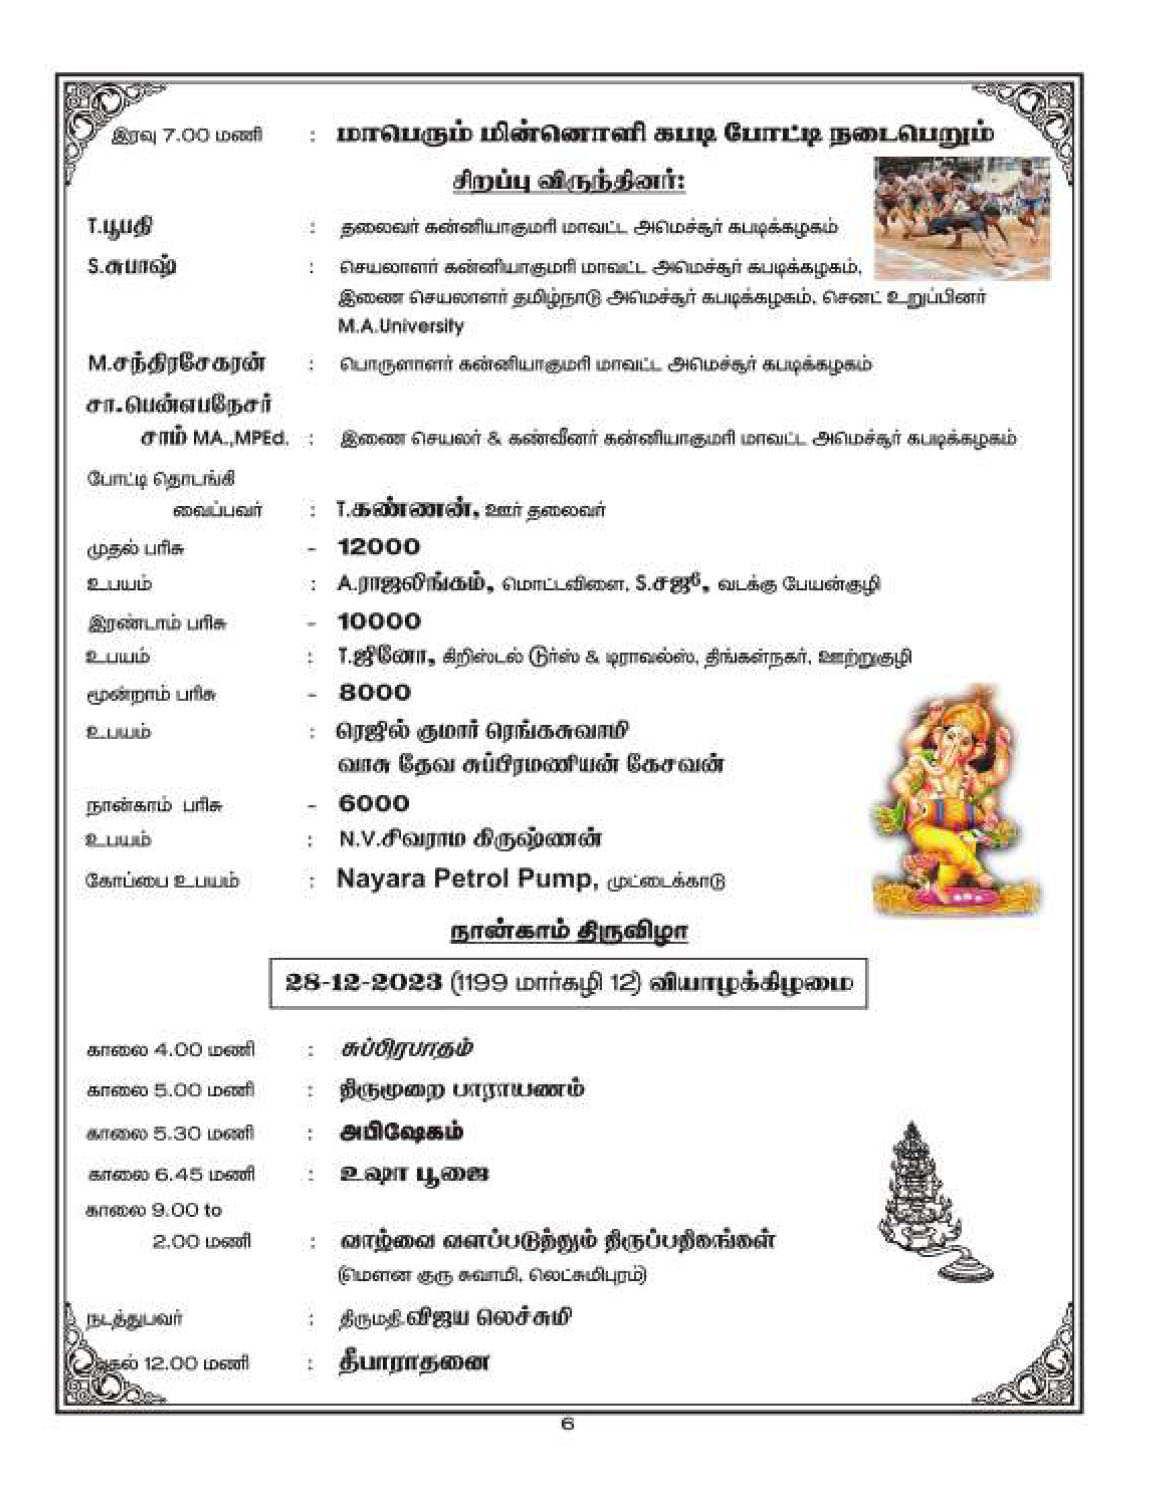 இரவு 7.00 மணி : மாபெரும் மின்னொளி கபடி போட்டி நடைபெறும்
சிறப்பு விருந்தினர்:
T.பூபதி : தலைவர் கன்னியாகுமரி மாவட்ட அமெச்சூர் கபடிக்கழகம்
S.சுபாஷ் : செயலாளர் கன்னியாகுமரி மாவட்ட அமெச்சூர் கபடிக்கழகம்,
இணை செயலாளர் தமிழ்நாடு அமெச்சூர் கபடிக்கழகம், செனட் உறுப்பினர்
M.A.University
M.சந்திரசேகரன் : பொருளாளர் கன்னியாகுமரி மாவட்ட அமெச்சூர் கபடிக்கழகம்
சா.பென்எபநேசர்
சாம் MA.,MPEd. : இணை செயலர் & கண்வீனர் கன்னியாகுமரி மாவட்ட அமெச்சூர் கபடிக்கழகம்
போட்டி தொடங்கி
வைப்பவர் : T.கண்ணன், ஊர் தலைவர்
முதல் பரிசு - 12000
உபயம் : A.ராஜலிங்கம், மொட்டவிளை, S.சஜூ, வடக்கு பேயன்குழி
இரண்டாம் பரிசு - 10000
உபயம் : T.ஜினோ, கிறிஸ்டல் டூர்ஸ் & டிராவல்ஸ், திங்கள்நகர், ஊற்றுகுழி
மூன்றாம் பரிசு - 8000
உபயம் : ரெஜில் குமார் ரெங்கசுவாமி
வாசு தேவ சுப்பிரமணியன் கேசவன்
நான்காம் பரிசு - 6000
உபயம் : N.V.சிவராம கிருஷ்ணன்
கோப்பை உபயம் : Nayara Petrol Pump, முட்டைக்காடு
நான்காம் திருவிழா
28-12-2023 (1199 மார்கழி 12) வியாழக்கிழமை
காலை 4.00 மணி : சுப்பிரபாதம்
காலை 5.00 மணி : திருமுறை பாராயணம்
காலை 5.30 மணி : அபிஷேகம்
காலை 6.45 மணி : உஷா பூஜை
காலை 9.00 to
2.00 மணி : வாழ்வை வளப்படுத்தும் திருப்பதிகங்கள்
(மௌன குரு சுவாமி, லெட்சுமிபுரம்)
நடத்துபவர் : திருமதி.விஜய லெச்சுமி
பகல் 12.00 மணி : தீபாராதனை
6